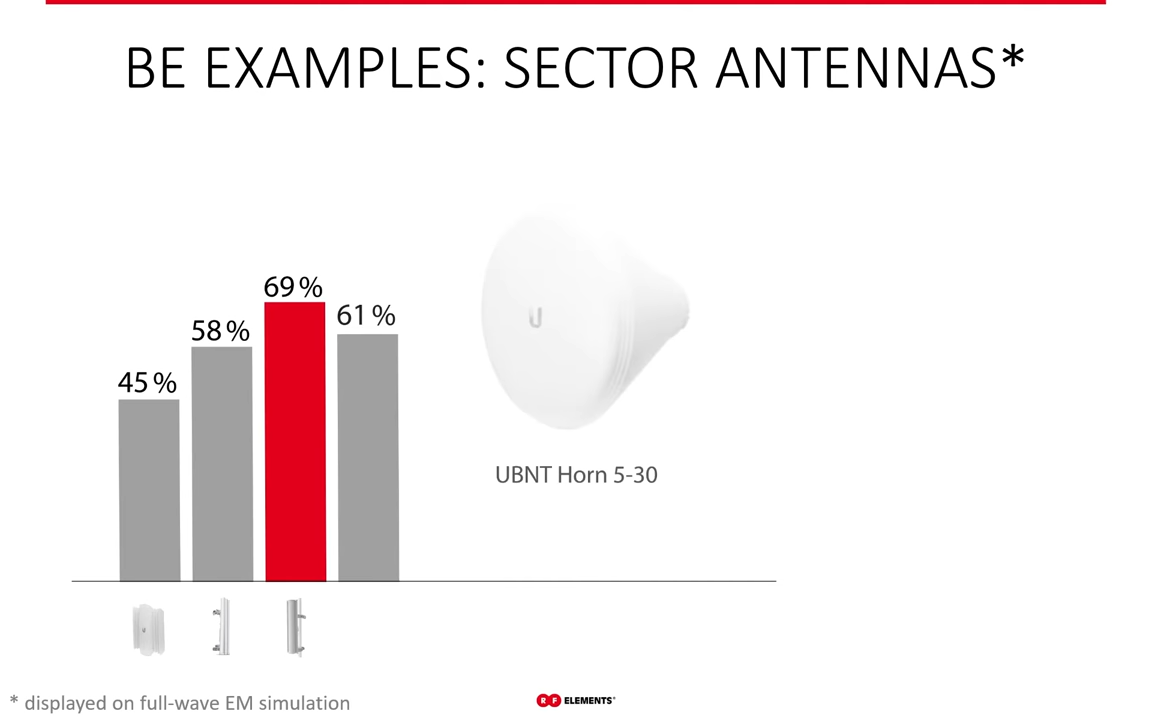 BE EXAMPLES: SECTOR ANTENNAS*
69 %
61 %
58 %
45 %
U
UBNT Horn 5-30
* displayed on full-wave EM simulation
RF ELEMENTS®